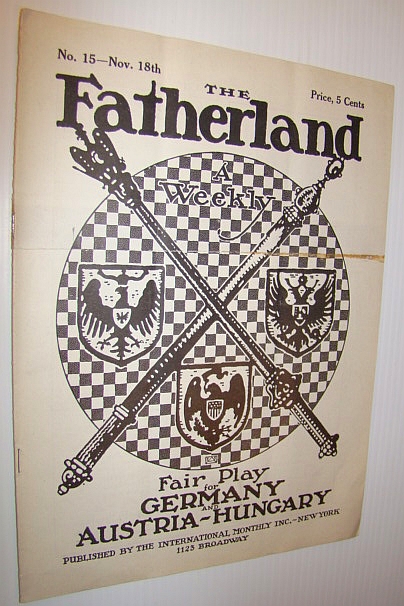 No. 15—Nov. 18th
Price, 5 Cents
THE
Fatherland
A
Weekly
Fair Play
for
GERMANY
AND
AUSTRIA-HUNGARY
PUBLISHED BY THE INTERNATIONAL MONTHLY INC.—NEW YORK
1123 BROADWAY